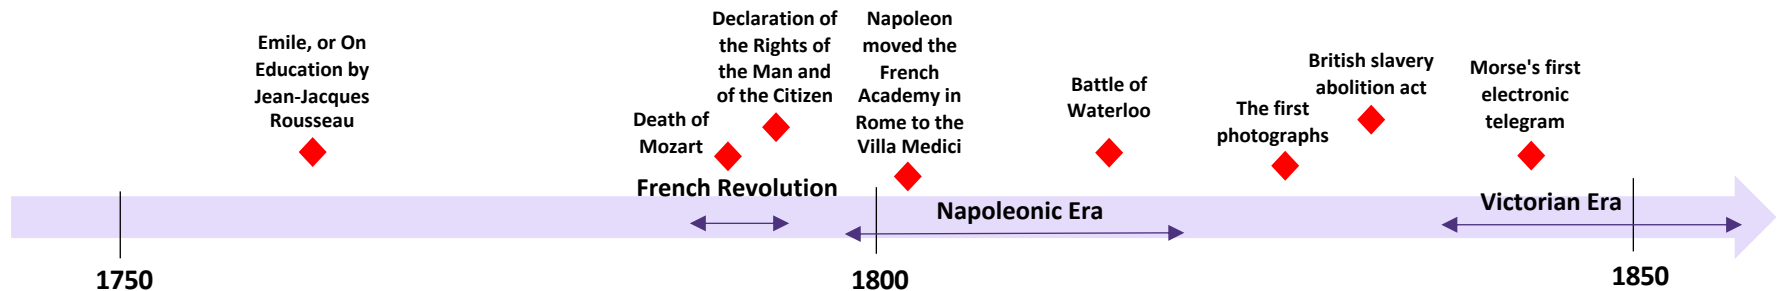 Emile, or On
Education by
Jean-Jacques
Rousseau
Death of
Mozart
Declaration of
the Rights of
the Man and
of the Citizen
Napoleon
moved the
French
Academy in
Rome to the
Villa Medici
Battle of
Waterloo
The first
photographs
British slavery
abolition act
Morse's first
electronic
telegram
French Revolution
Napoleonic Era
Victorian Era
1750
1800
1850